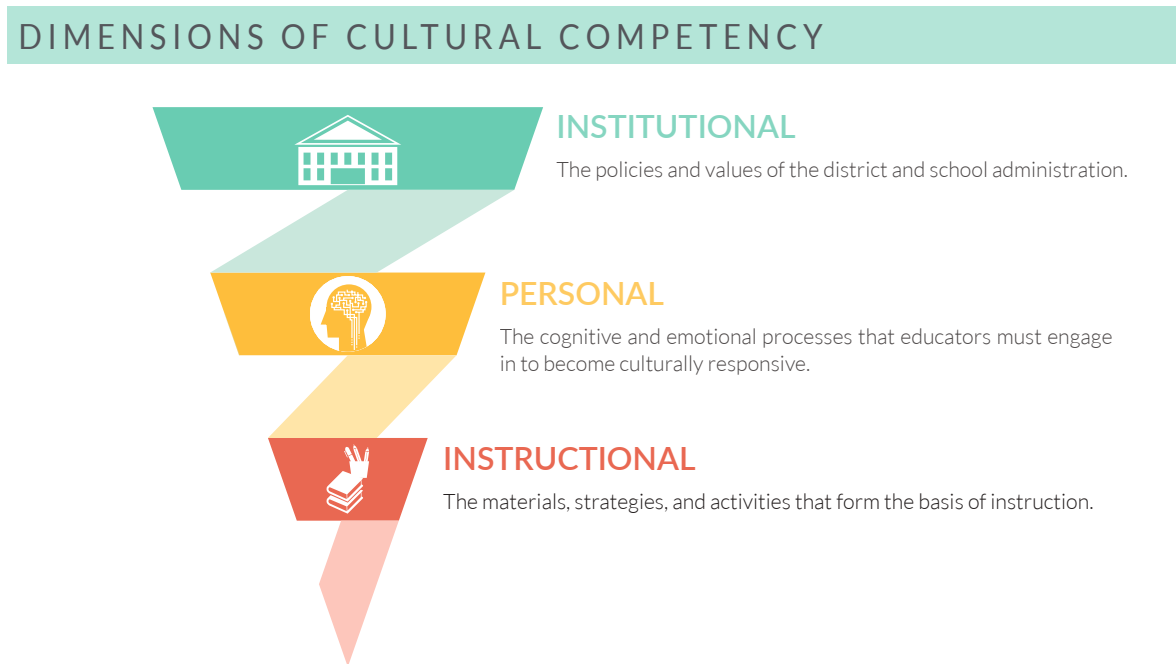 DIMENSIONS OF CULTURAL COMPETENCY
INSTITUTIONAL
The policies and values of the district and school administration.
PERSONAL
The cognitive and emotional processes that educators must engage
in to become culturally responsive.
INSTRUCTIONAL
The materials, strategies, and activities that form the basis of instruction.